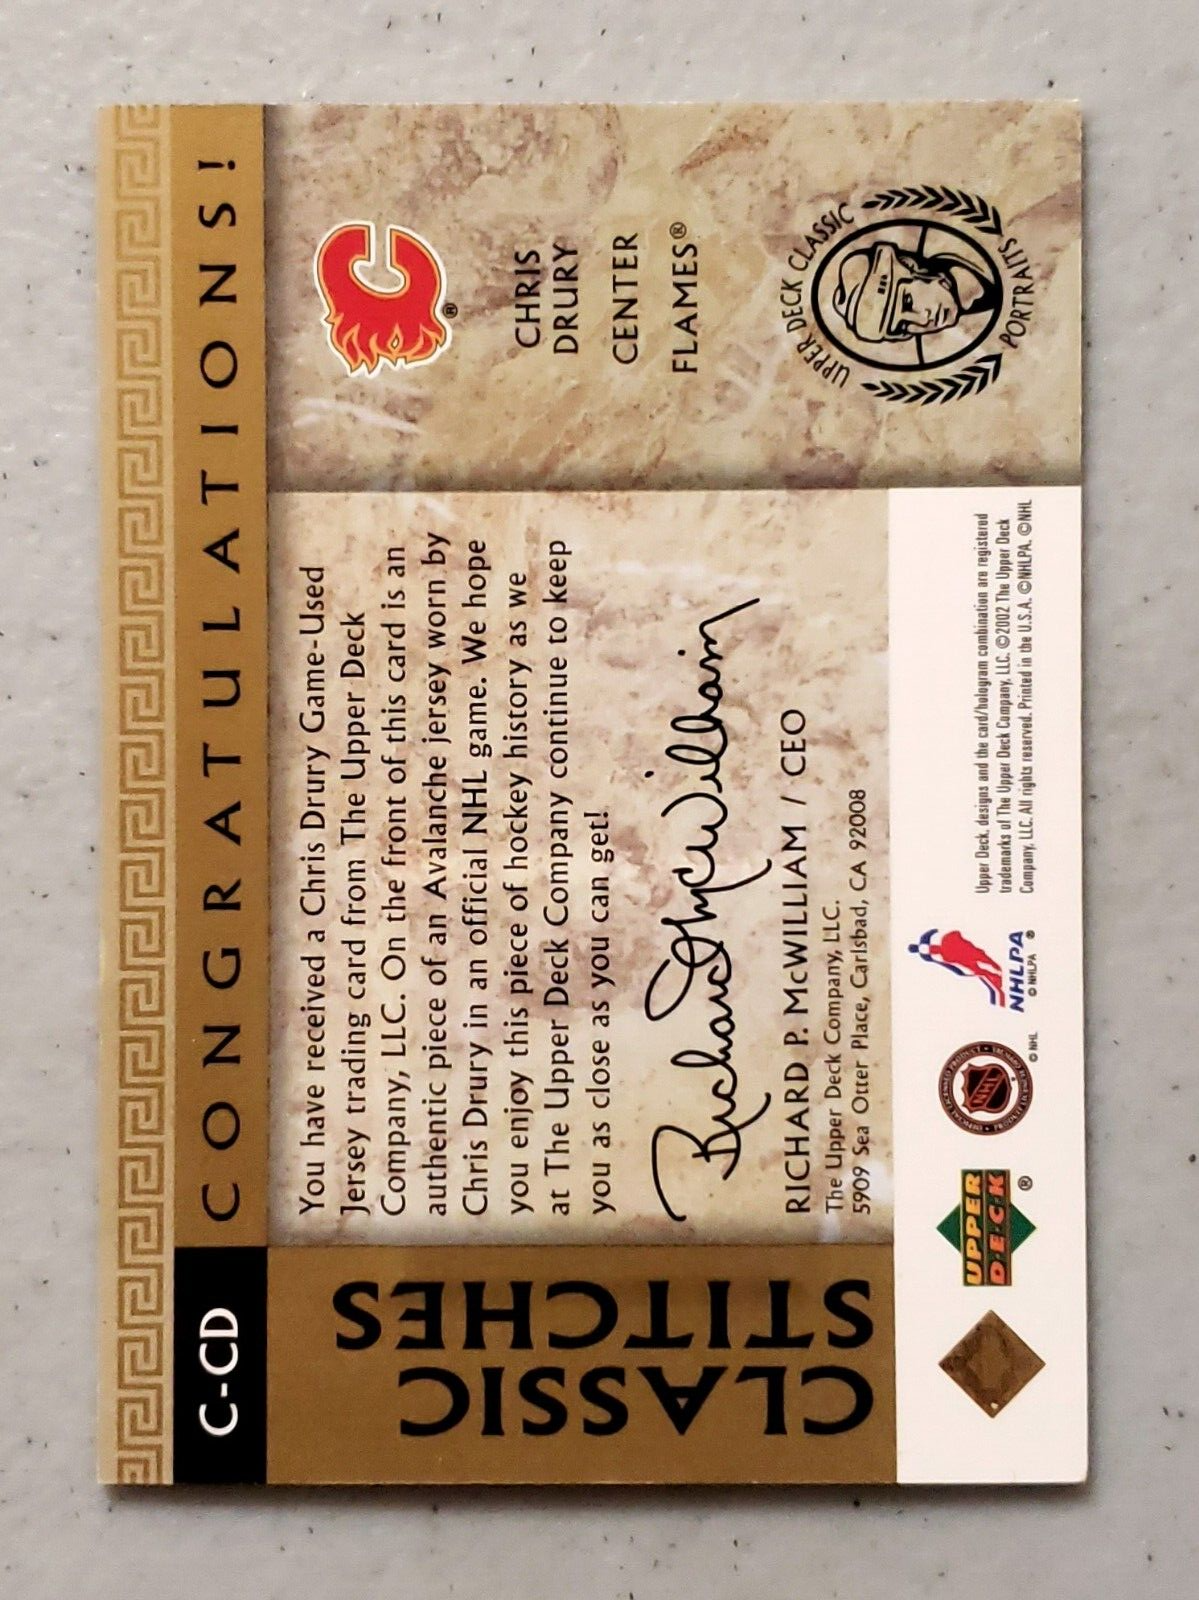 C-CD
CONGRATULATIONS!
CLASSIC
STITCHES
You have received a Chris Drury Game-Used
Jersey trading card from The Upper Deck
Company, LLC. On the front of this card is an
authentic piece of an Avalanche jersey worn by
Chris Drury in an official NHL game. We hope
you enjoy this piece of hockey history as we
at The Upper Deck Company continue to keep
you as close as you can get!
Richard P. McWilliam
RICHARD P. McWILLIAM / CEO
The Upper Deck Company, LLC.
5909 Sea Otter Place, Carlsbad, CA 92008
®
CHRIS
DRURY
CENTER
FLAMES®
UPPER DECK CLASSIC
PORTRAITS
UPPER
D·E·C·K
®
NHL
© NHL
NHLPA
© NHLPA ®
Upper Deck, designs and the card/hologram combination are registered
trademarks of The Upper Deck Company, LLC. ©2002 The Upper Deck
Company, LLC. All rights reserved. Printed in the U.S.A. ©NHLPA. ©NHL